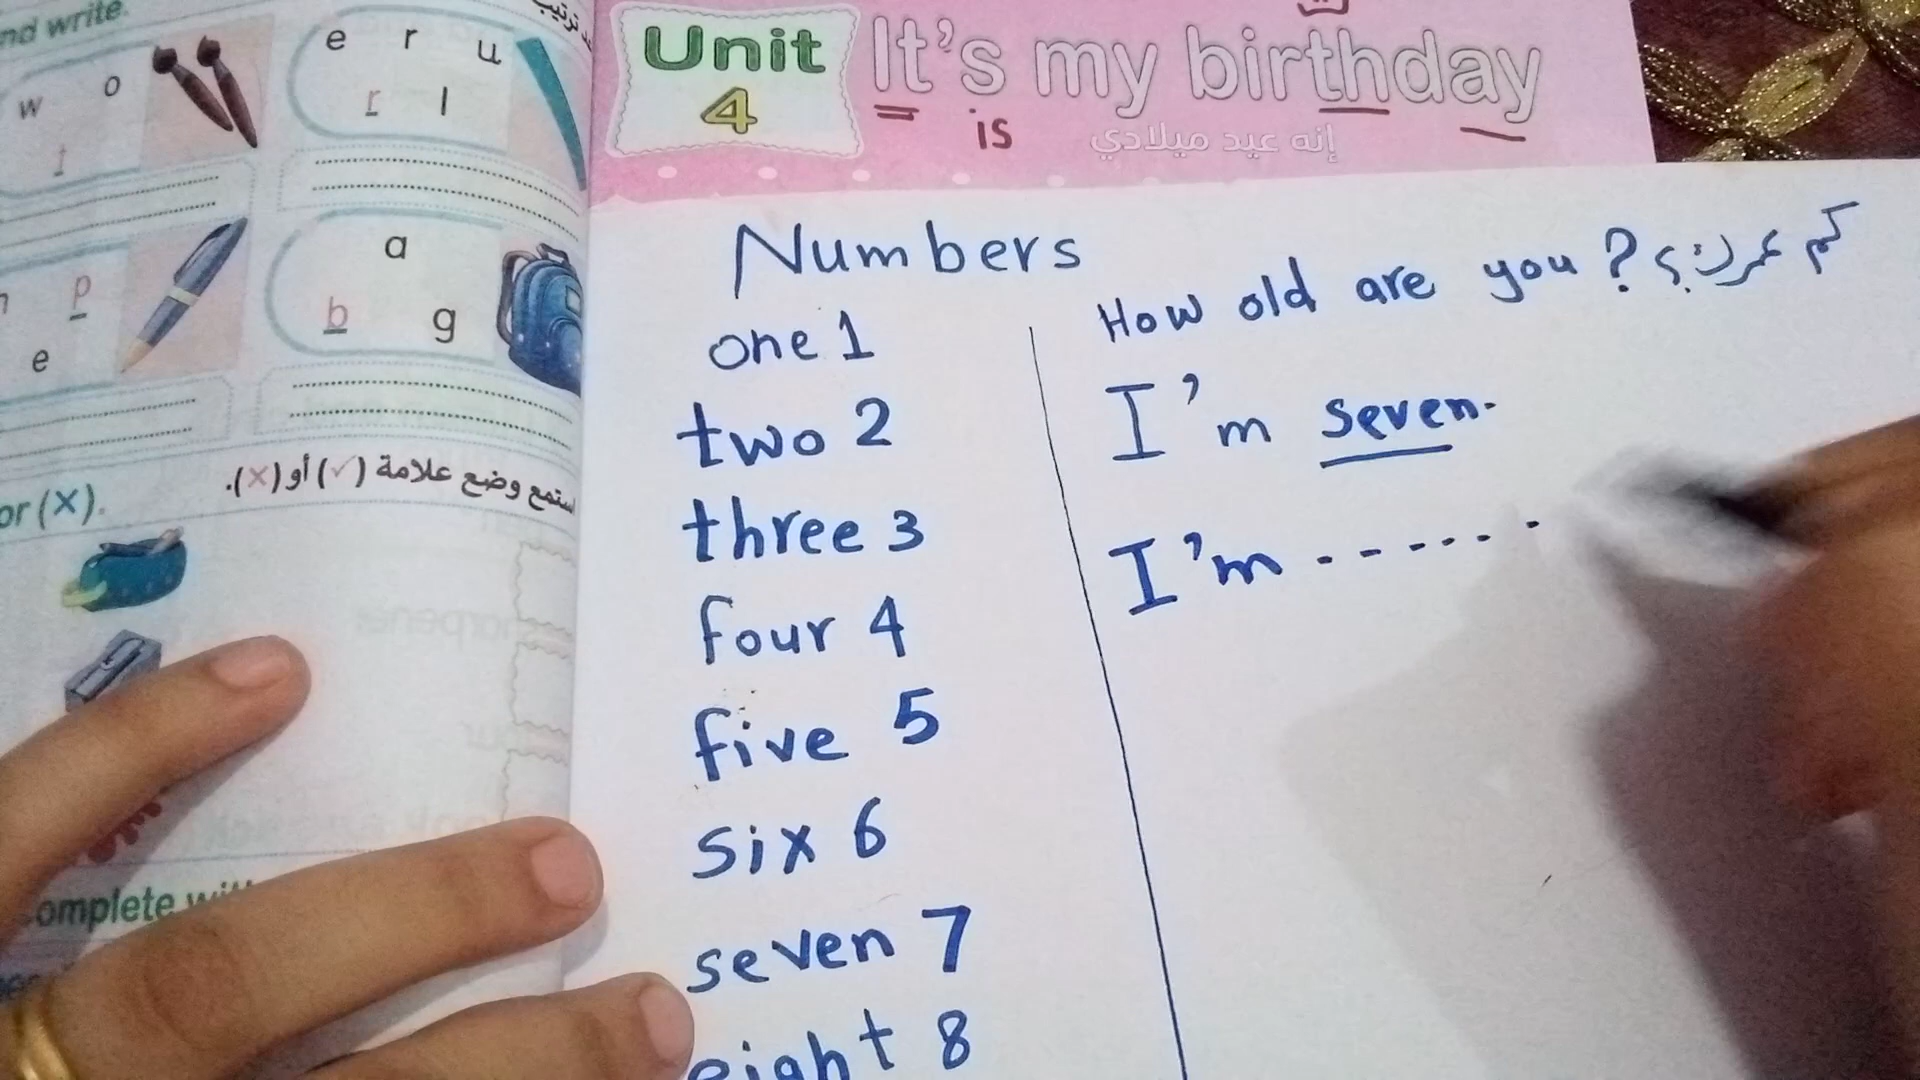 nd write.
w o
t
e r u
r l
p
e
a
b g
استمع وضع علامة (✓) أو (×).
or (×).
omplete
Unit 4
It's my birthday
is
إنه عيد ميلادي
Numbers
one 1
two 2
three 3
four 4
five 5
six 6
seven 7
eight 8
How old are you ? كم عمرك؟
I'm seven.
I'm ......